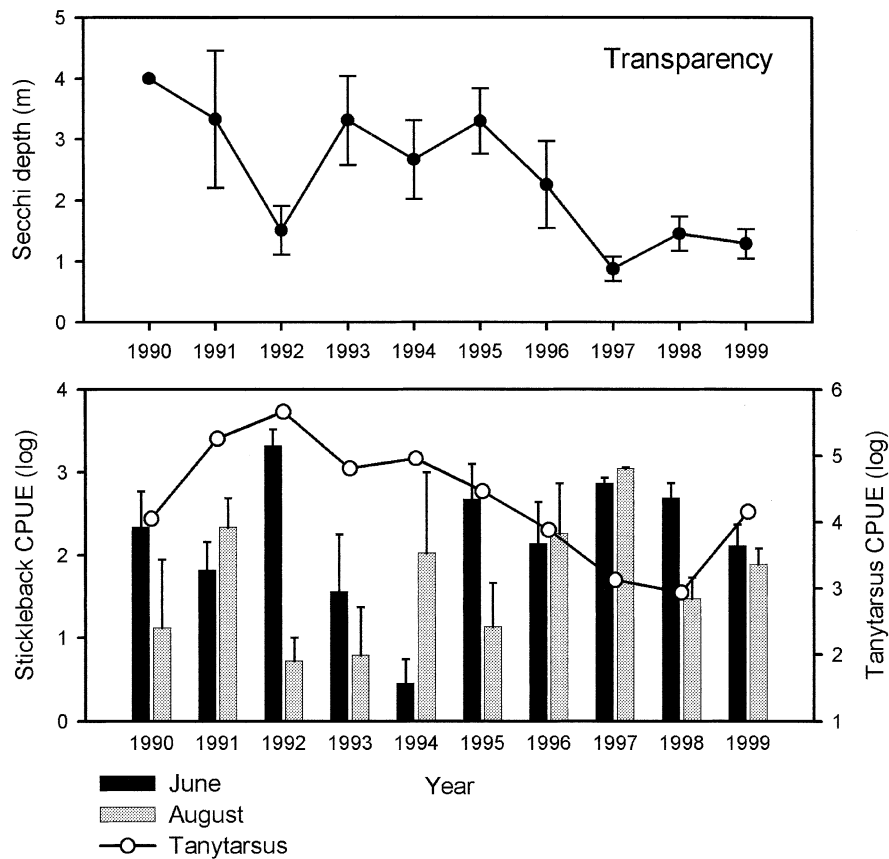 Transparency
Secchi depth (m)
5
4
3
2
1
0
1990 1991 1992 1993 1994 1995 1996 1997 1998 1999
Stickleback CPUE (log)
4
3
2
1
0
Tanytarsus CPUE (log)
6
5
4
3
2
1
1990 1991 1992 1993 1994 1995 1996 1997 1998 1999
Year
June
August
Tanytarsus